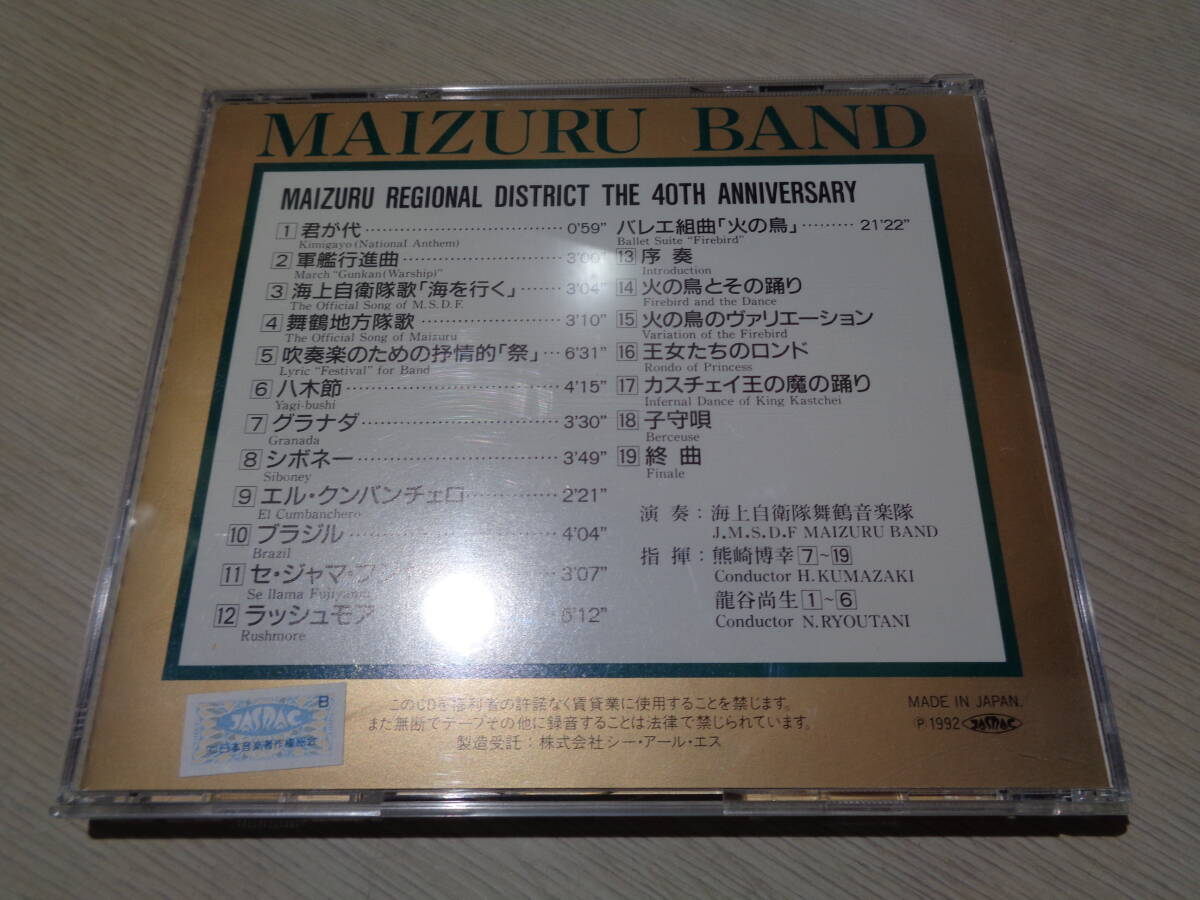 MAIZURU BAND
MAIZURU REGIONAL DISTRICT THE 40TH ANNIVERSARY
1 君が代 0'59"
Kimigayo (National Anthem)
2 軍艦行進曲 3'00"
March "Gunkan (Warship)"
3 海上自衛隊歌「海を行く」 3'04"
The Official Song of M.S.D.F.
4 舞鶴地方隊歌 3'10"
The Official Song of Maizuru
5 吹奏楽のための抒情的「祭」 6'31"
Lyric "Festival" for Band
6 八木節 4'15"
Yagi-bushi
7 グラナダ 3'30"
Granada
8 シボネー 3'49"
Siboney
9 エル・クンバンチェロ 2'21"
El Cumbanchero
10 ブラジル 4'04"
Brazil
11 セ・ジャマ・フジヤマ 3'07"
Se llama Fujiyama
12 ラッシュモア 5'12"
Rushmore
バレエ組曲「火の鳥」 21'22"
Ballet Suite "Firebird"
13 序奏
Introduction
14 火の鳥とその踊り
Firebird and the Dance
15 火の鳥のヴァリエーション
Variation of the Firebird
16 王女たちのロンド
Rondo of Princess
17 カスチェイ王の魔の踊り
Infernal Dance of King Kastchei
18 子守唄
Berceuse
19 終曲
Finale
演奏：海上自衛隊舞鶴音楽隊
J.M.S.D.F MAIZURU BAND
指揮：熊崎博幸 7~19
Conductor H.KUMAZAKI
龍谷尚生 1~6
Conductor N.RYOUTANI
このCDを権利者の許諾なく賃貸業に使用することを禁じます。
また無断でテープその他に録音することは法律で禁じられています。
製造受託：株式会社シー・アール・エス
MADE IN JAPAN.
℗1992 JASRAC
B
JASRAC
日本音楽著作権協会